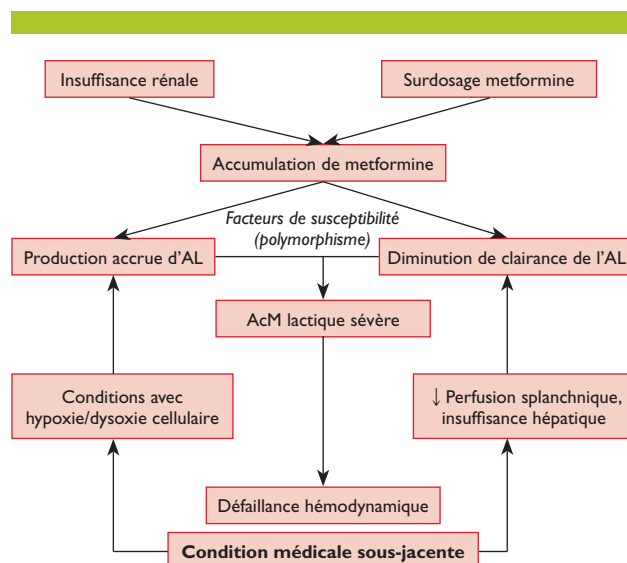 Insuffisance rénale
Surdosage metformine
Accumulation de metformine
Facteurs de susceptibilité
(polymorphisme)
Production accrue d'AL
Diminution de clairance de l'AL
AcM lactique sévère
Conditions avec
hypoxie/dysoxie cellulaire
↓ Perfusion splanchnique,
insuffisance hépatique
Défaillance hémodynamique
Condition médicale sous-jacente